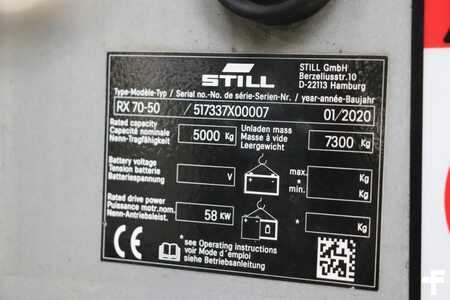 STILL
STILL GmbH
Berzeliusstr.10
D-22113 Hamburg
Type-Modèle-Typ / Serial no.-No. de série-Serien-Nr. / year-année-Baujahr
RX 70-50 / 517337X00007 01/2020
Rated capacity
Capacité nominale
Nenn-Tragfähigkeit
5000 Kg
Unladen mass
Masse à vide
Leergewicht
7300 Kg
Battery voltage
Tension batterie
Batteriespannung
V
max. Kg
*
min. Kg
Rated drive power
Puissance motr.nom.
Nenn-Antriebsleist.
58 KW
* Kg
CE
* see Operating instructions
voir Mode d'emploi
siehe Betriebsanleitung